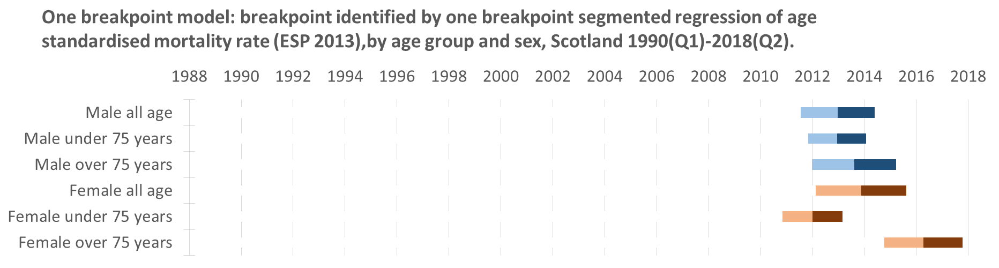 One breakpoint model: breakpoint identified by one breakpoint segmented regression of age
standardised mortality rate (ESP 2013),by age group and sex, Scotland 1990(Q1)-2018(Q2).
1988 1990 1992 1994 1996 1998 2000 2002 2004 2006 2008 2010 2012 2014 2016 2018
Male all age
Male under 75 years
Male over 75 years
Female all age
Female under 75 years
Female over 75 years